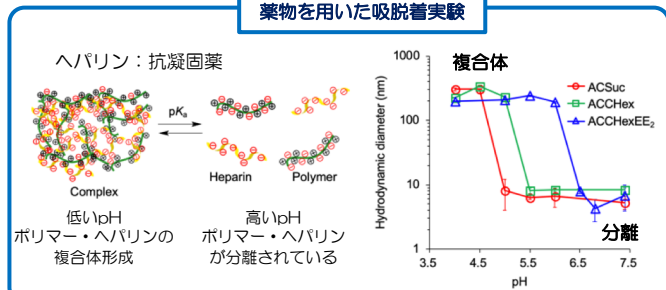 薬物を用いた吸脱着実験
ヘパリン：抗凝固薬
pKa
Complex
Heparin
Polymer
低いpH
ポリマー・ヘパリンの
複合体形成
高いpH
ポリマー・ヘパリン
が分離されている
複合体
ACSuc
ACCHex
ACCHexEE₂
Hydrodynamic diameter (nm)
1000
100
10
1
分離
3.5 4.5 5.5 6.5 7.5
pH